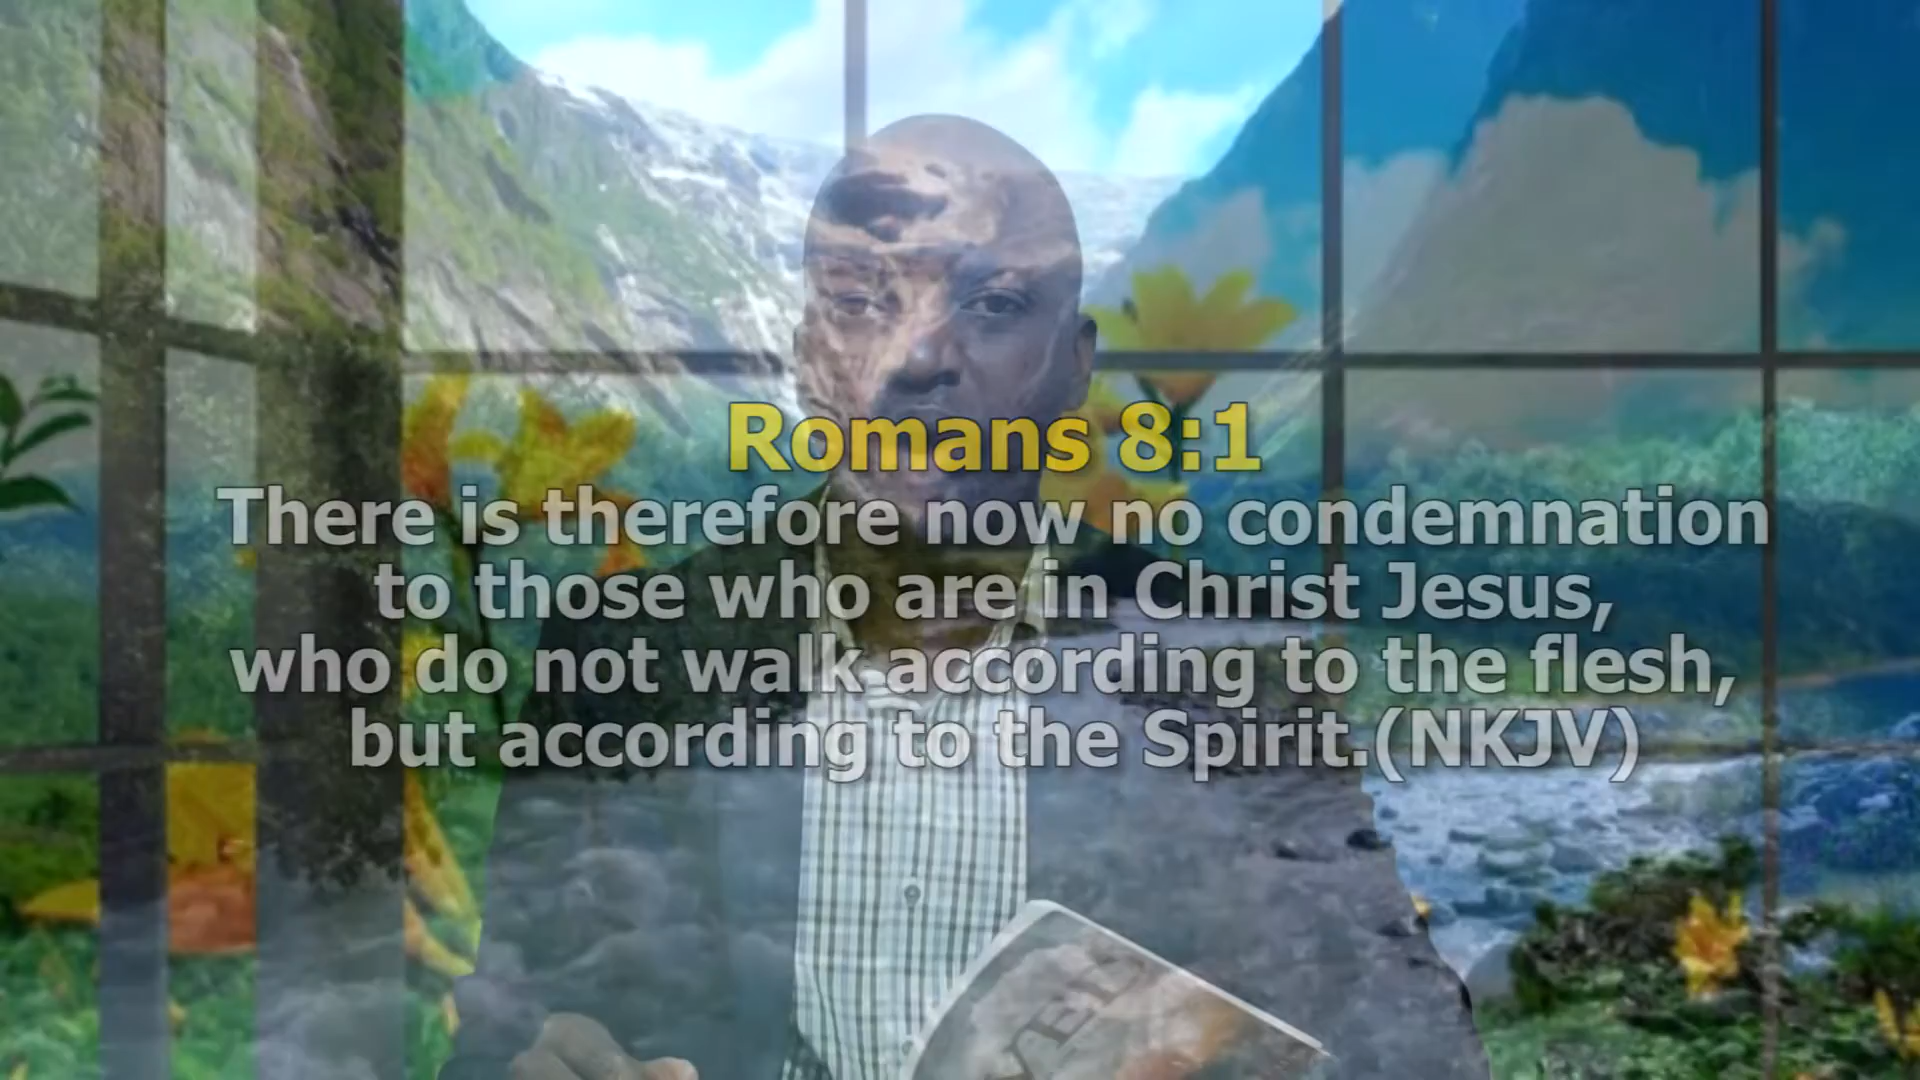 Romans 8:1
There is therefore now no condemnation
to those who are in Christ Jesus,
who do not walk according to the flesh,
but according to the Spirit.(NKJV)